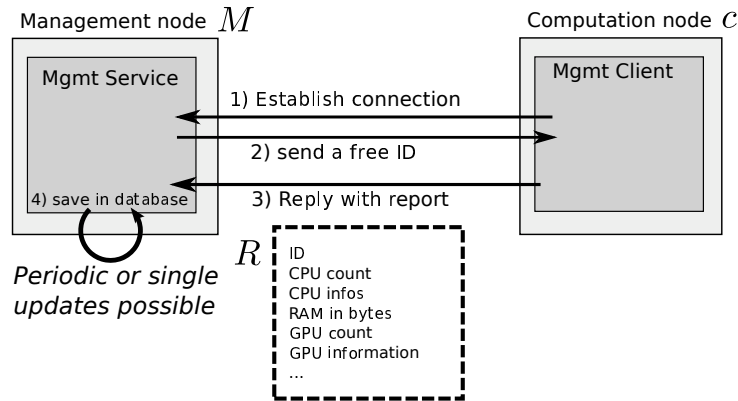 Management node M
Computation node c
Mgmt Service
Mgmt Client
1) Establish connection
2) send a free ID
3) Reply with report
4) save in database
Periodic or single
updates possible
R
ID
CPU count
CPU infos
RAM in bytes
GPU count
GPU information
...